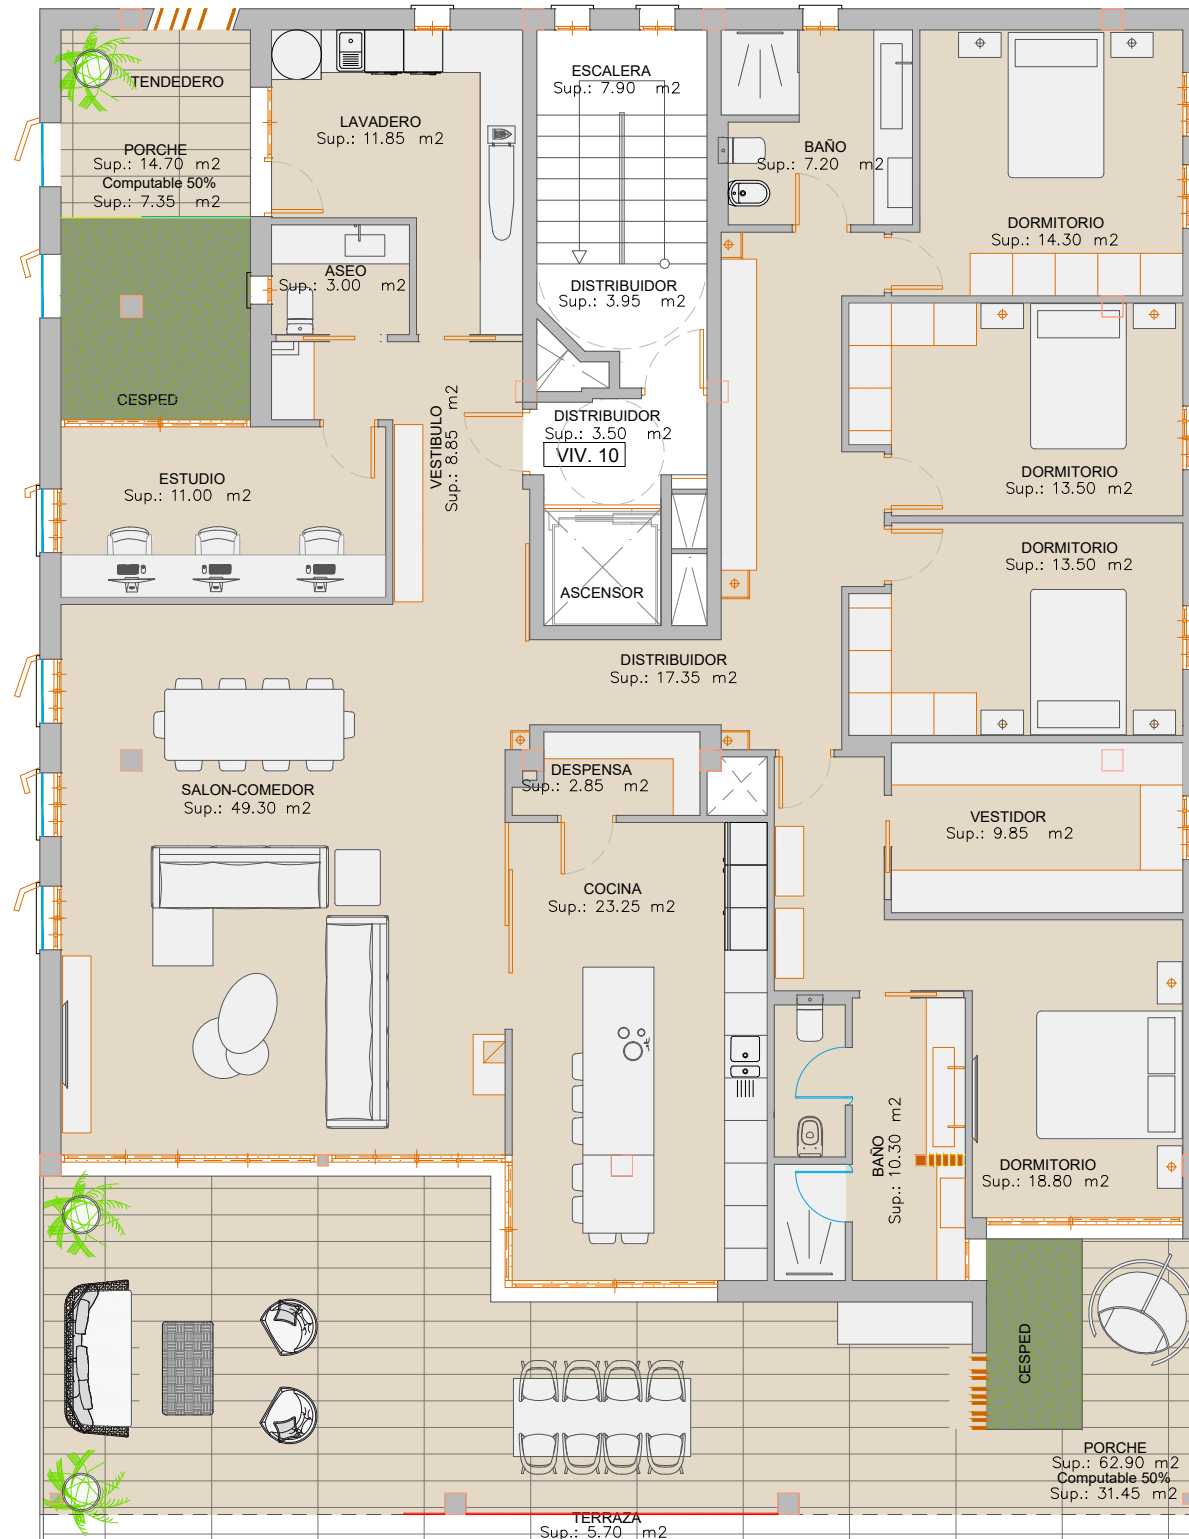 TENDEDERO
PORCHE
Sup.: 14.70 m2
Computable 50%
Sup.: 7.35 m2
LAVADERO
Sup.: 11.85 m2
ESCALERA
Sup.: 7.90 m2
BAÑO
Sup.: 7.20 m2
DORMITORIO
Sup.: 14.30 m2
ASEO
Sup.: 3.00 m2
DISTRIBUIDOR
Sup.: 3.95 m2
CESPED
VESTIBULO
Sup.: 8.85 m2
DISTRIBUIDOR
Sup.: 3.50 m2
VIV. 10
ESTUDIO
Sup.: 11.00 m2
DORMITORIO
Sup.: 13.50 m2
DORMITORIO
Sup.: 13.50 m2
ASCENSOR
DISTRIBUIDOR
Sup.: 17.35 m2
SALON-COMEDOR
Sup.: 49.30 m2
DESPENSA
Sup.: 2.85 m2
VESTIDOR
Sup.: 9.85 m2
COCINA
Sup.: 23.25 m2
BAÑO
Sup.: 10.30 m2
DORMITORIO
Sup.: 18.80 m2
CESPED
PORCHE
Sup.: 62.90 m2
Computable 50%
Sup.: 31.45 m2
TERRAZA
Sup.: 5.70 m2